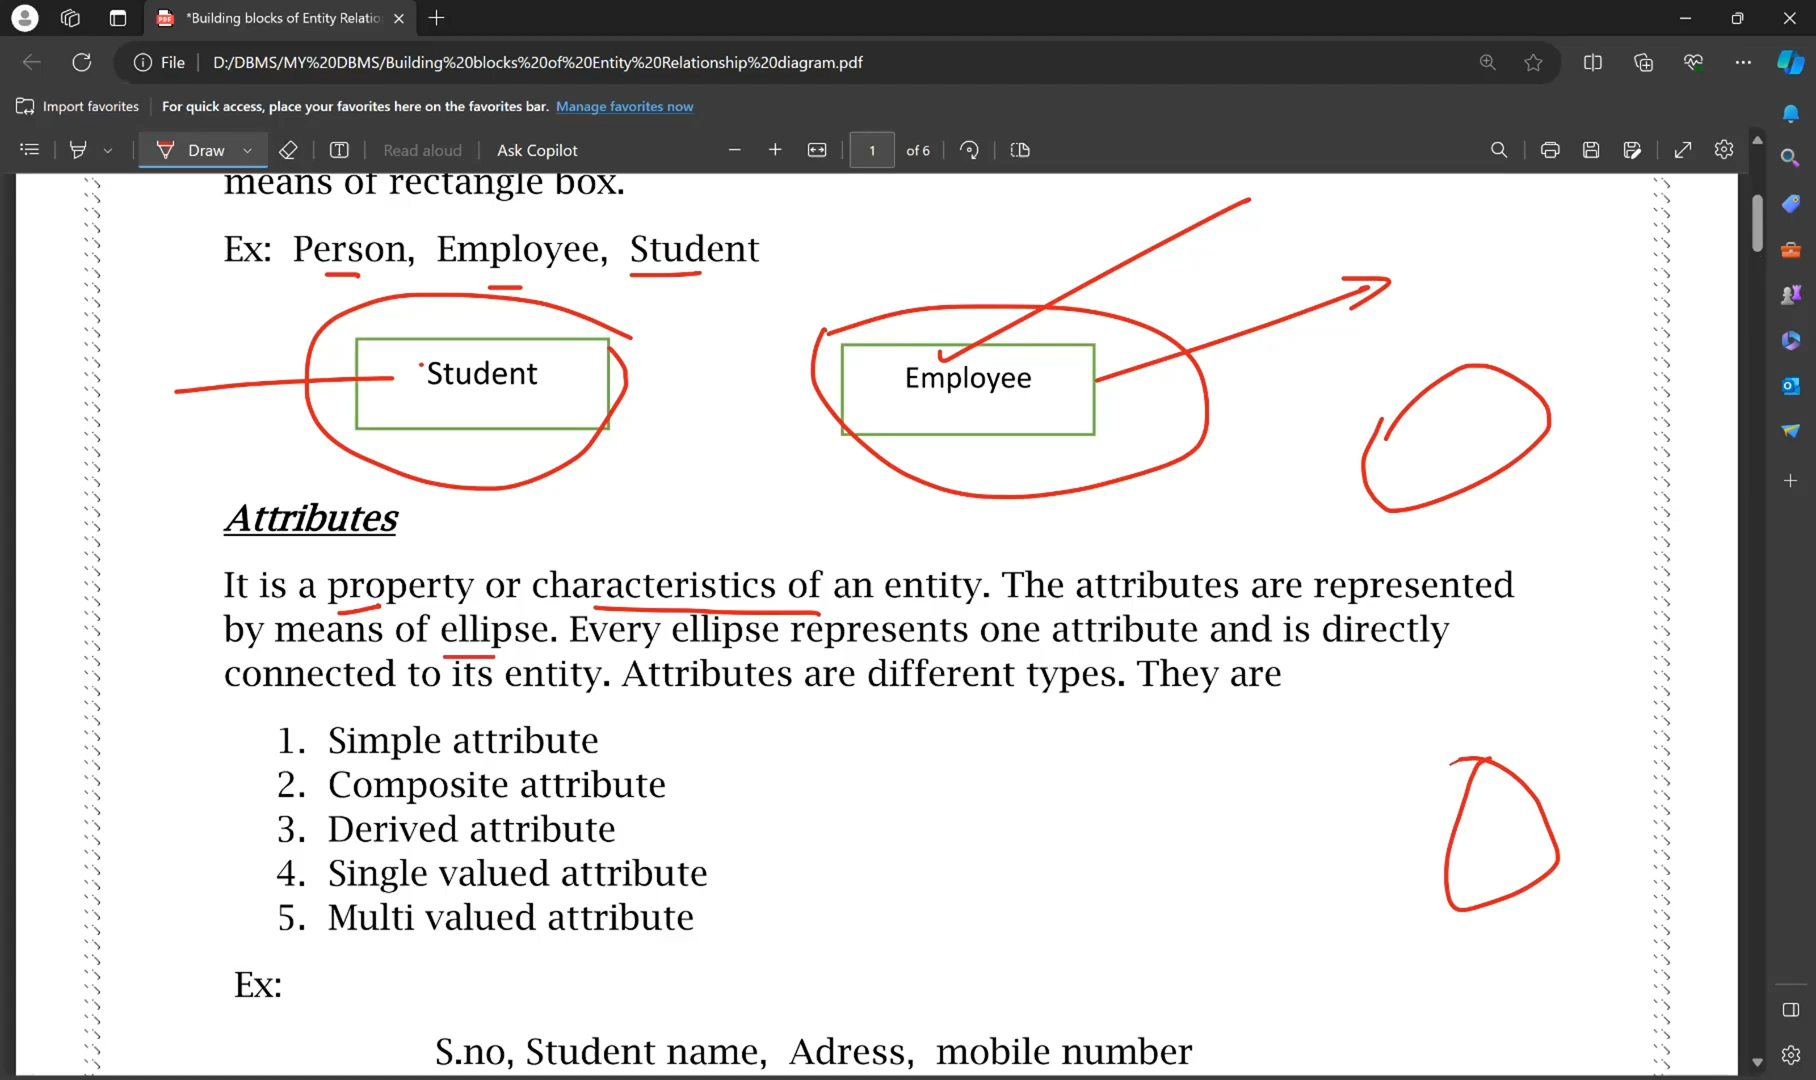 *Building blocks of Entity Relatio
File D:/DBMS/MY%20DBMS/Building%20blocks%20of%20Entity%20Relationship%20diagram.pdf
Import favorites For quick access, place your favorites here on the favorites bar. Manage favorites now
Draw Read aloud Ask Copilot 1 of 6
means of rectangle box.
Ex: Person, Employee, Student
Student Employee
Attributes
It is a property or characteristics of an entity. The attributes are represented
by means of ellipse. Every ellipse represents one attribute and is directly
connected to its entity. Attributes are different types. They are
1. Simple attribute
2. Composite attribute
3. Derived attribute
4. Single valued attribute
5. Multi valued attribute
Ex:
S.no, Student name, Adress, mobile number